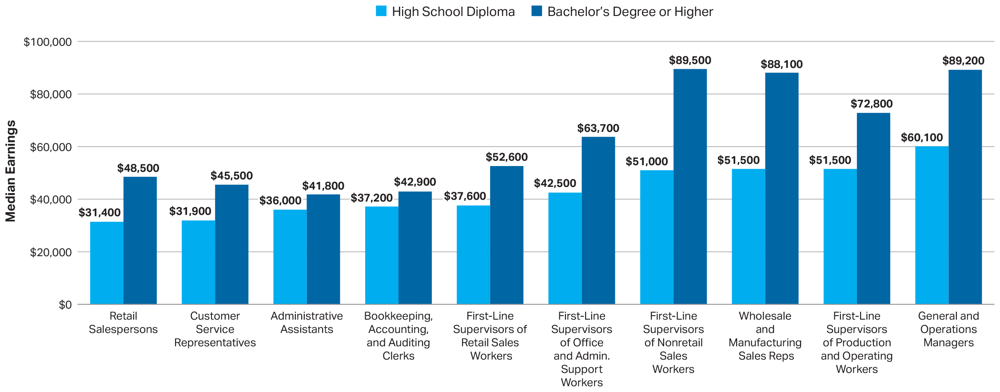 High School Diploma
Bachelor’s Degree or Higher
Median Earnings
$100,000
$80,000
$60,000
$40,000
$20,000
$0
$31,400
$48,500
$31,900
$45,500
$36,000
$41,800
$37,200
$42,900
$37,600
$52,600
$42,500
$63,700
$51,000
$89,500
$51,500
$88,100
$51,500
$72,800
$60,100
$89,200
Retail
Salespersons
Customer
Service
Representatives
Administrative
Assistants
Bookkeeping,
Accounting,
and Auditing
Clerks
First-Line
Supervisors of
Retail Sales
Workers
First-Line
Supervisors
of Office
and Admin.
Support
Workers
First-Line
Supervisors
of Nonretail
Sales
Workers
Wholesale
and
Manufacturing
Sales Reps
First-Line
Supervisors
of Production
and Operating
Workers
General and
Operations
Managers